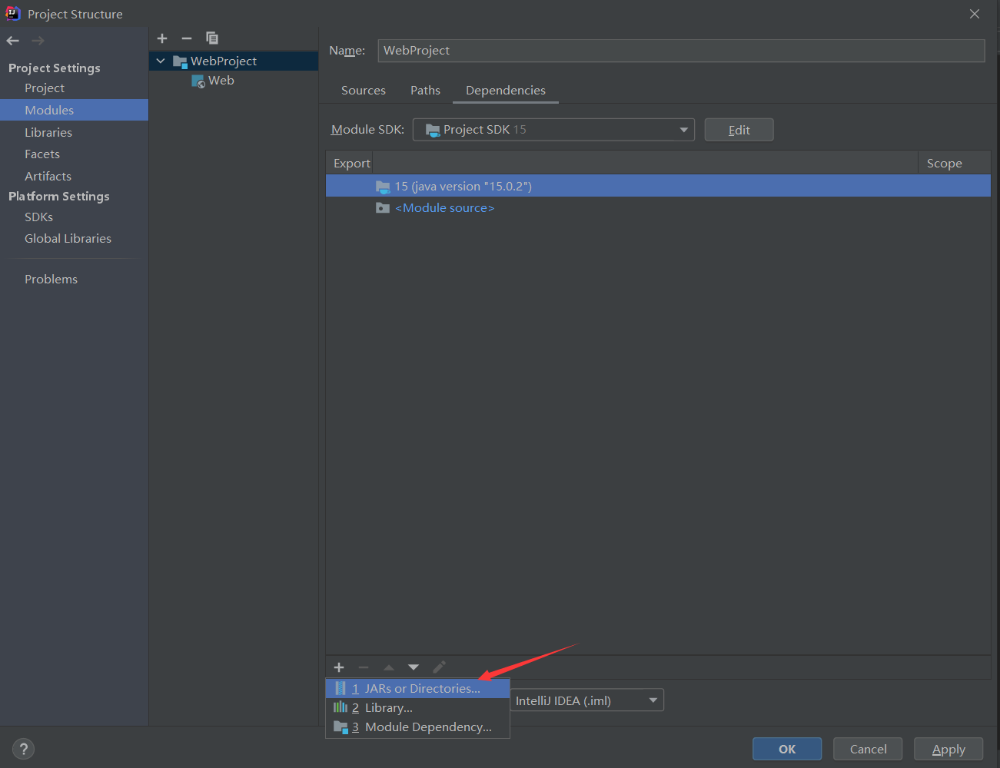 Project Structure
Project Settings
Project
Modules
Libraries
Facets
Artifacts
Platform Settings
SDKs
Global Libraries
Problems
WebProject
Web
Name: WebProject
Sources Paths Dependencies
Module SDK: Project SDK 15 Edit
Export Scope
15 (java version "15.0.2")
<Module source>
1 JARs or Directories...
2 Library...
3 Module Dependency...
IntelliJ IDEA (.iml)
? OK Cancel Apply